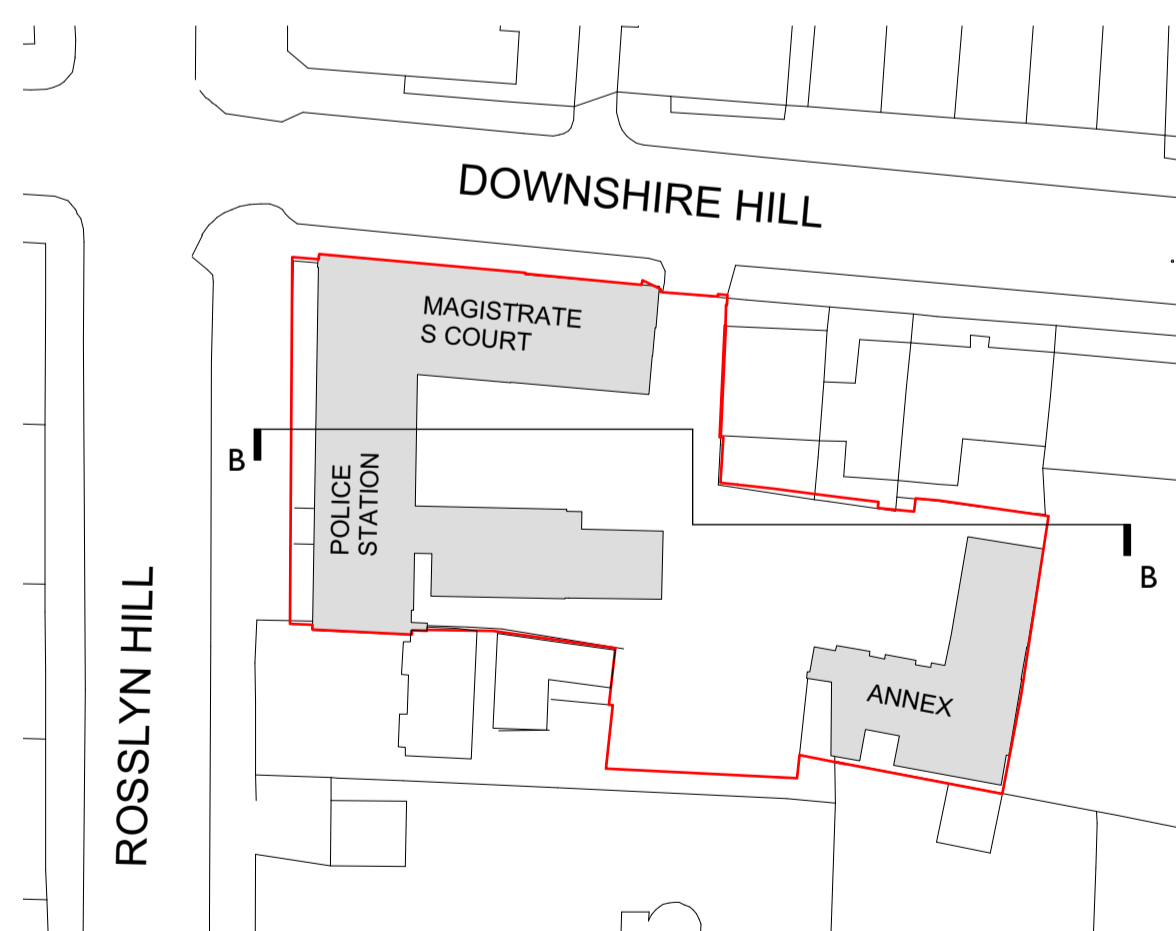 DOWNSHIRE HILL
MAGISTRATE
S COURT
B
POLICE
STATION
B
ANNEX
ROSSLYN HILL